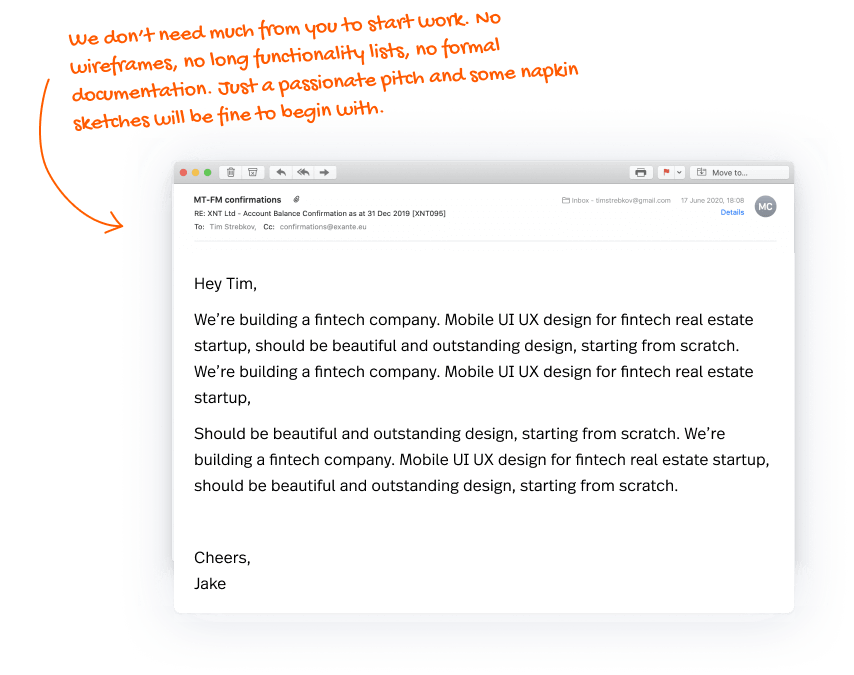 We don't need much from you to start work. No
wireframes, no long functionality lists, no formal
documentation. Just a passionate pitch and some napkin
sketches will be fine to begin with.
Move to...
MT-FM confirmations
Inbox - timstrebkov@gmail.com 17 June 2020, 18:08
MC
RE: XNT Ltd - Account Balance Confirmation as at 31 Dec 2019 [XNT095]
Details
To: Tim Strebkov, Cc: confirmations@exante.eu
Hey Tim,
We're building a fintech company. Mobile UI UX design for fintech real estate
startup, should be beautiful and outstanding design, starting from scratch.
We're building a fintech company. Mobile UI UX design for fintech real estate
startup,
Should be beautiful and outstanding design, starting from scratch. We're
building a fintech company. Mobile UI UX design for fintech real estate startup,
should be beautiful and outstanding design, starting from scratch.
Cheers,
Jake